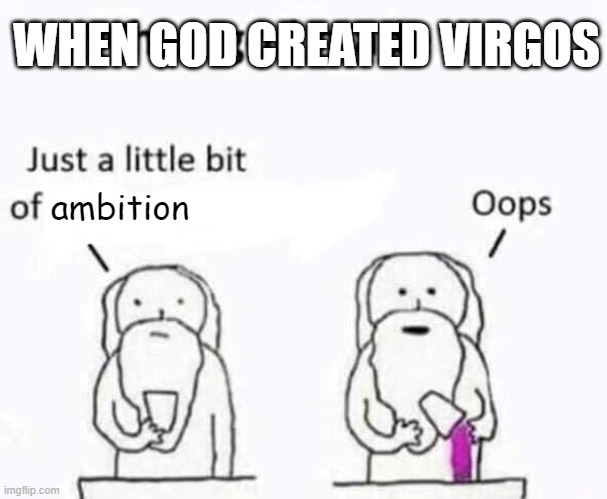 WHEN GOD CREATED VIRGOS
Just a little bit
of ambition
Oops
imgflip.com